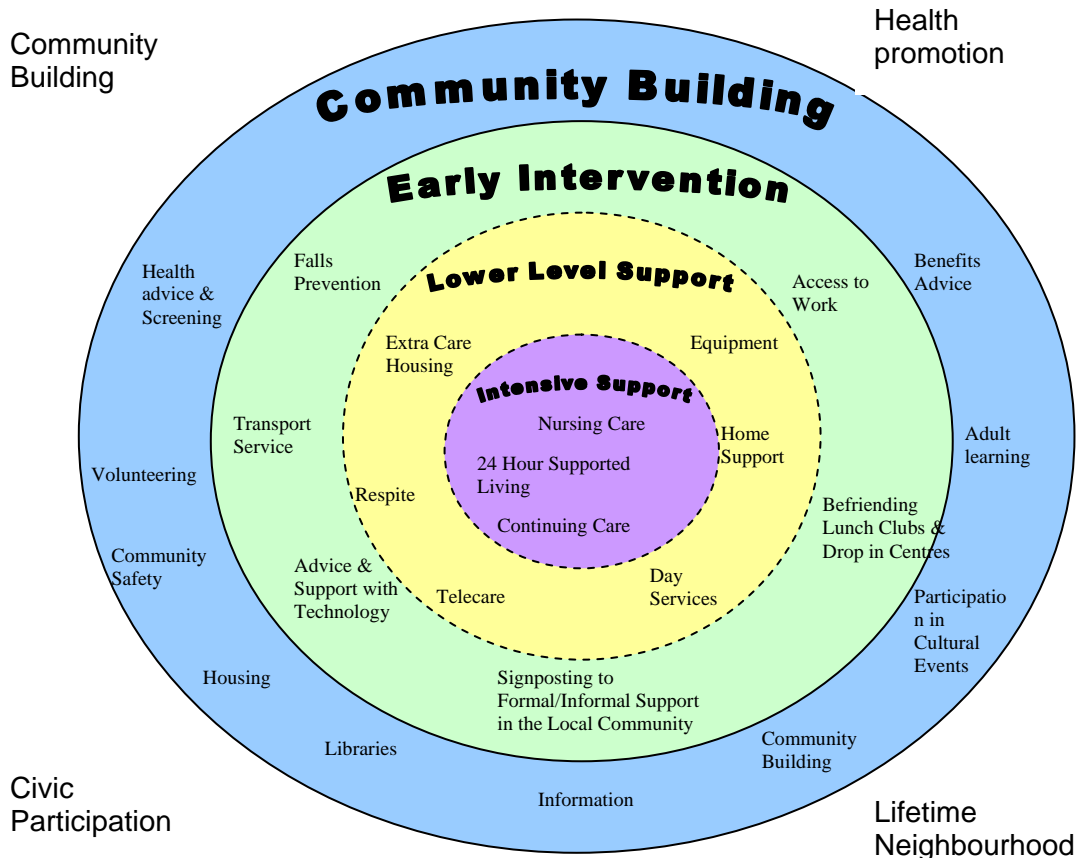 Community
Building
Health
promotion
Community Building
Early Intervention
Lower Level Support
Intensive Support
Health
advice &
Screening
Falls
Prevention
Access to
Work
Benefits
Advice
Extra Care
Housing
Equipment
Nursing Care
24 Hour Supported
Living
Continuing Care
Transport
Service
Home
Support
Adult
learning
Volunteering
Respite
Befriending
Lunch Clubs &
Drop in Centres
Community
Safety
Advice &
Support with
Technology
Telecare
Day
Services
Participatio
n in
Cultural
Events
Housing
Signposting to
Formal/Informal Support
in the Local Community
Libraries
Community
Building
Information
Civic
Participation
Lifetime
Neighbourhood